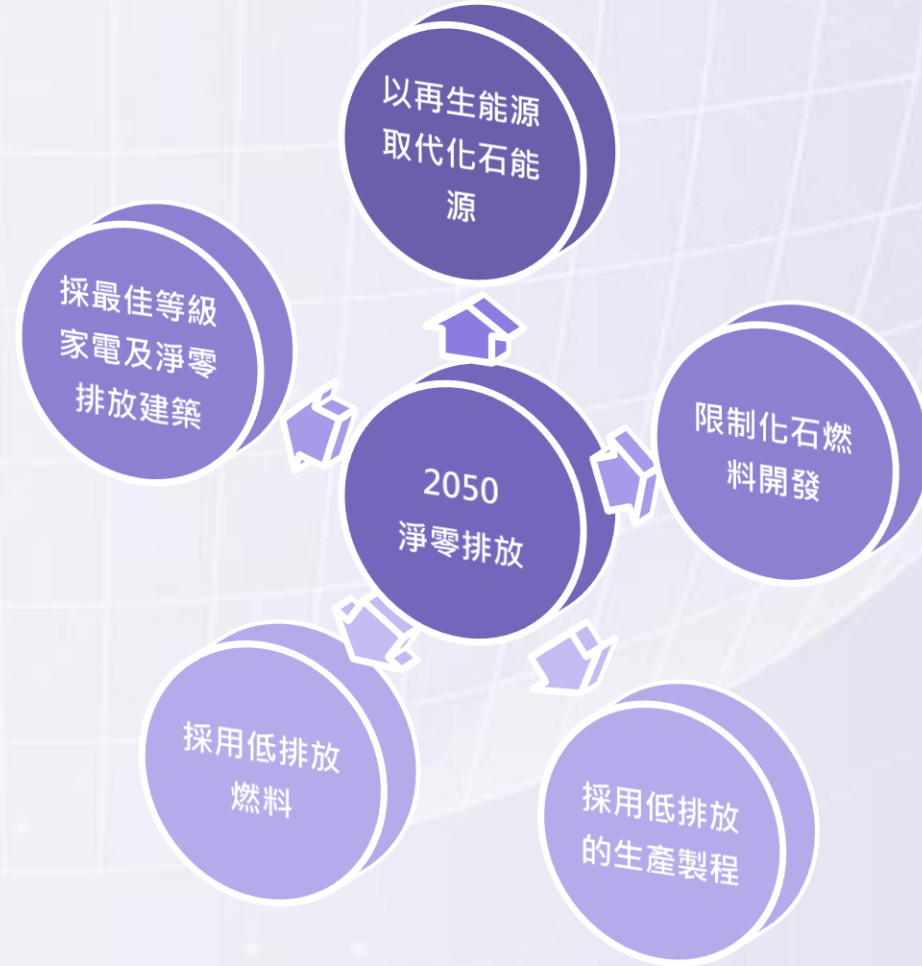 以再生能源
取代化石能
源
採最佳等級
家電及淨零
排放建築
限制化石燃
料開發
2050
淨零排放
採用低排放
燃料
採用低排放
的生產製程